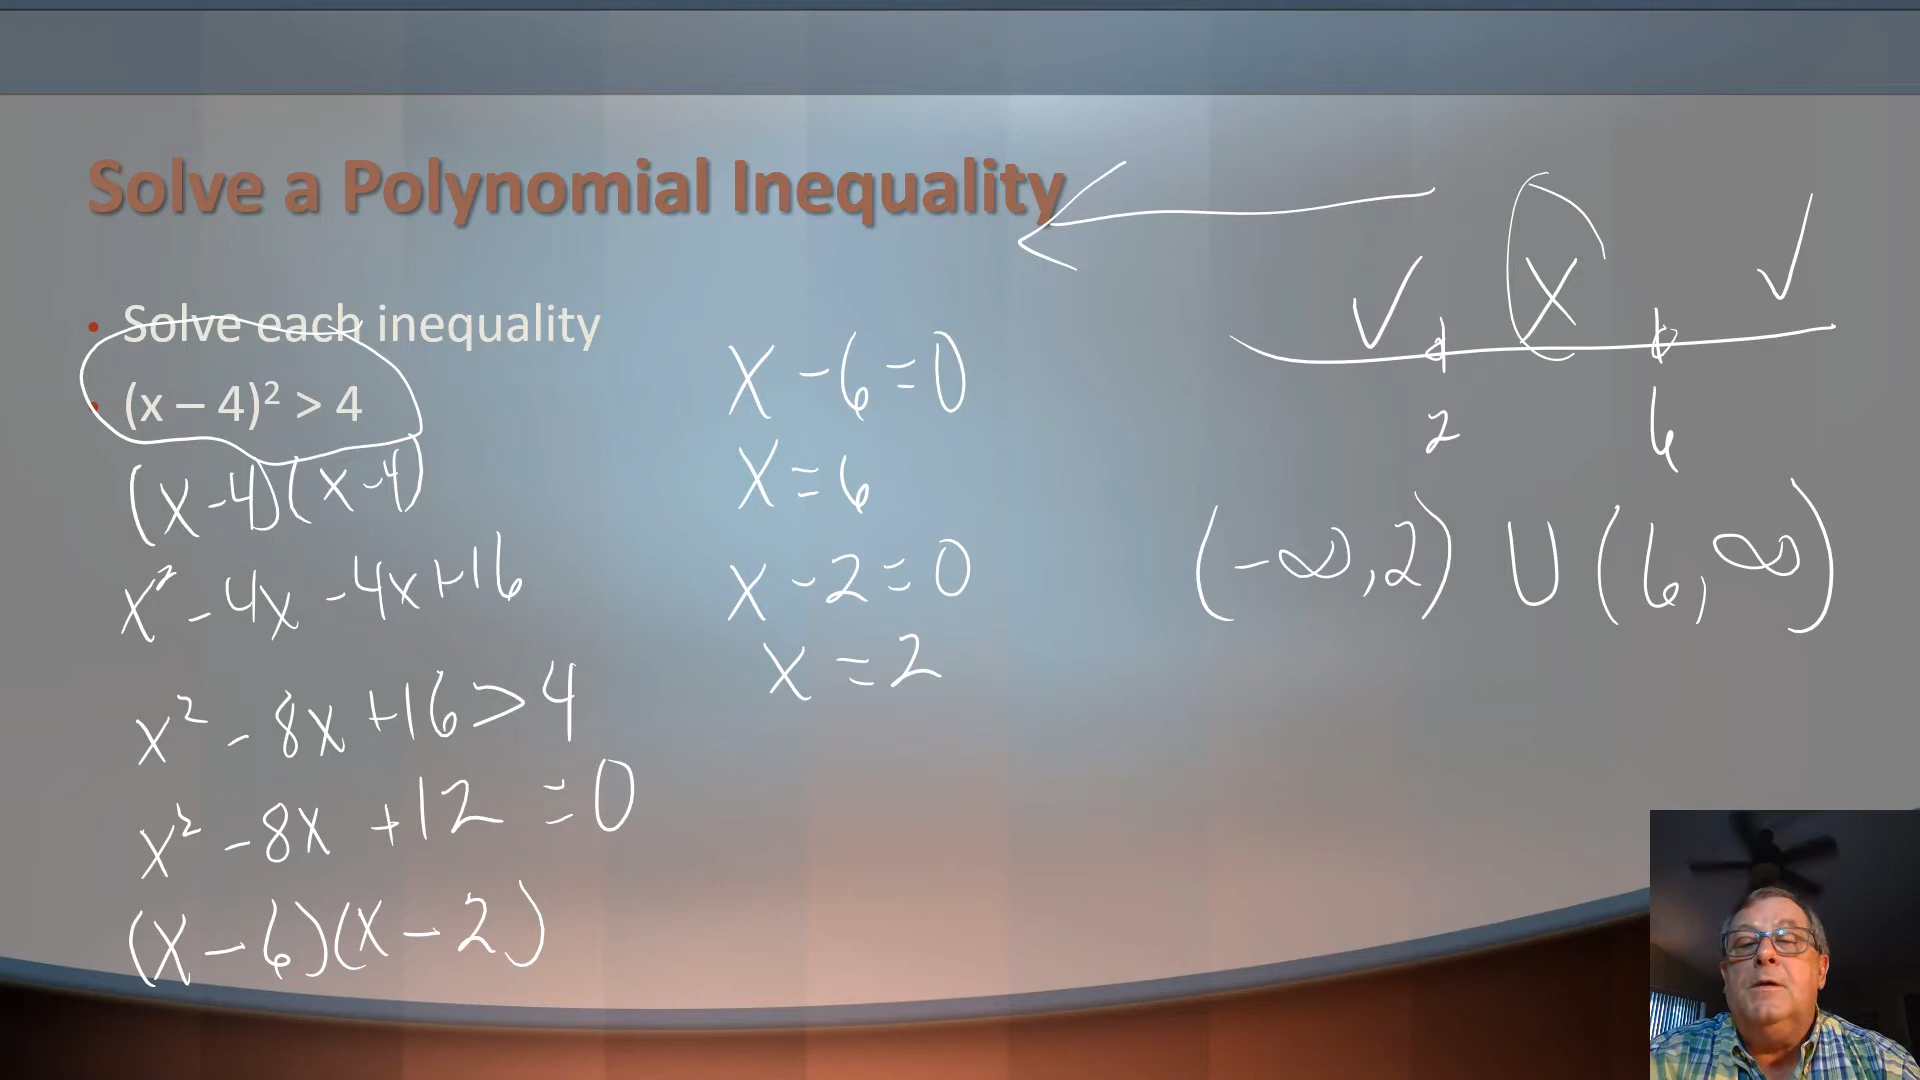 Solve a Polynomial Inequality
• Solve each inequality
• (x – 4)² > 4
(x-4)(x-4)
x² - 4x - 4x + 16
x² - 8x + 16 > 4
x² - 8x + 12 = 0
(x - 6)(x - 2)
x - 6 = 0
x = 6
x - 2 = 0
x = 2
✓ X ✓
2 6
(-∞, 2) ∪ (6, ∞)